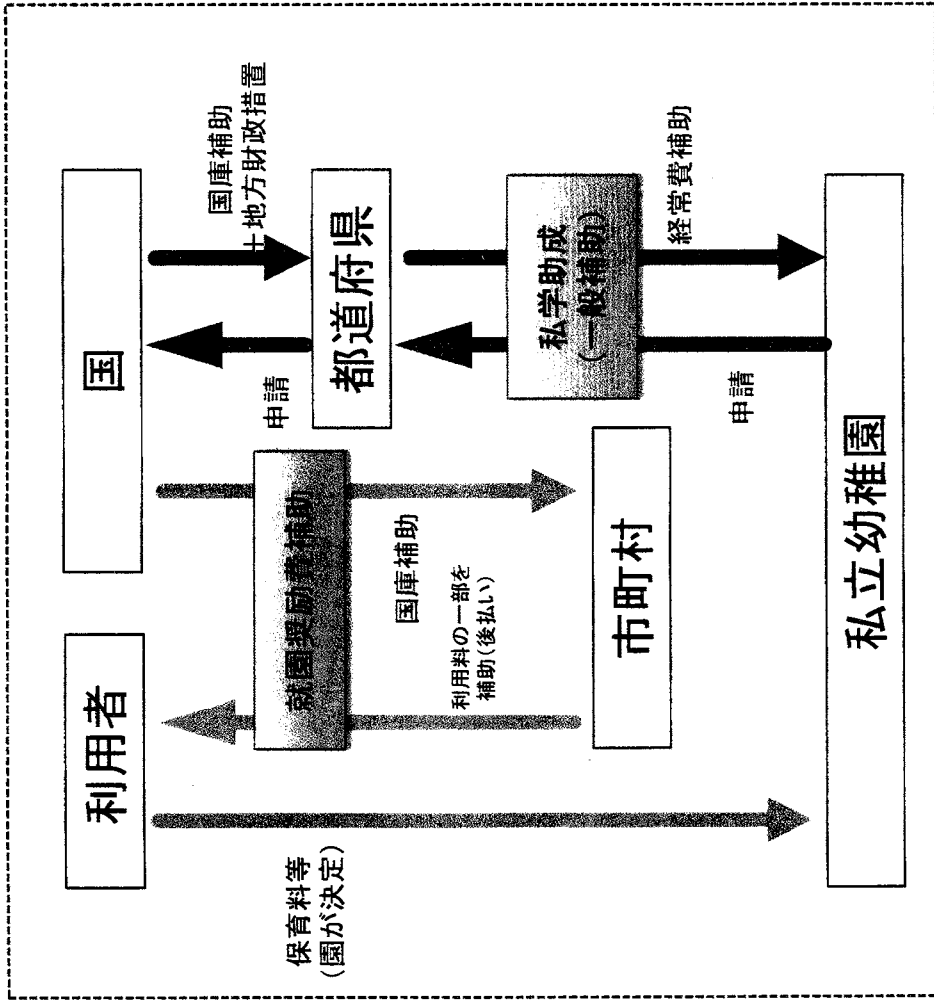 利用者
国
国庫補助
＋地方財政措置
申請
保育料等
(園が決定)
就園奨励費補助
都道府県
国庫補助
利用料の一部を
補助(後払い)
私学助成
(一般補助)
市町村
経常費補助
申請
私立幼稚園